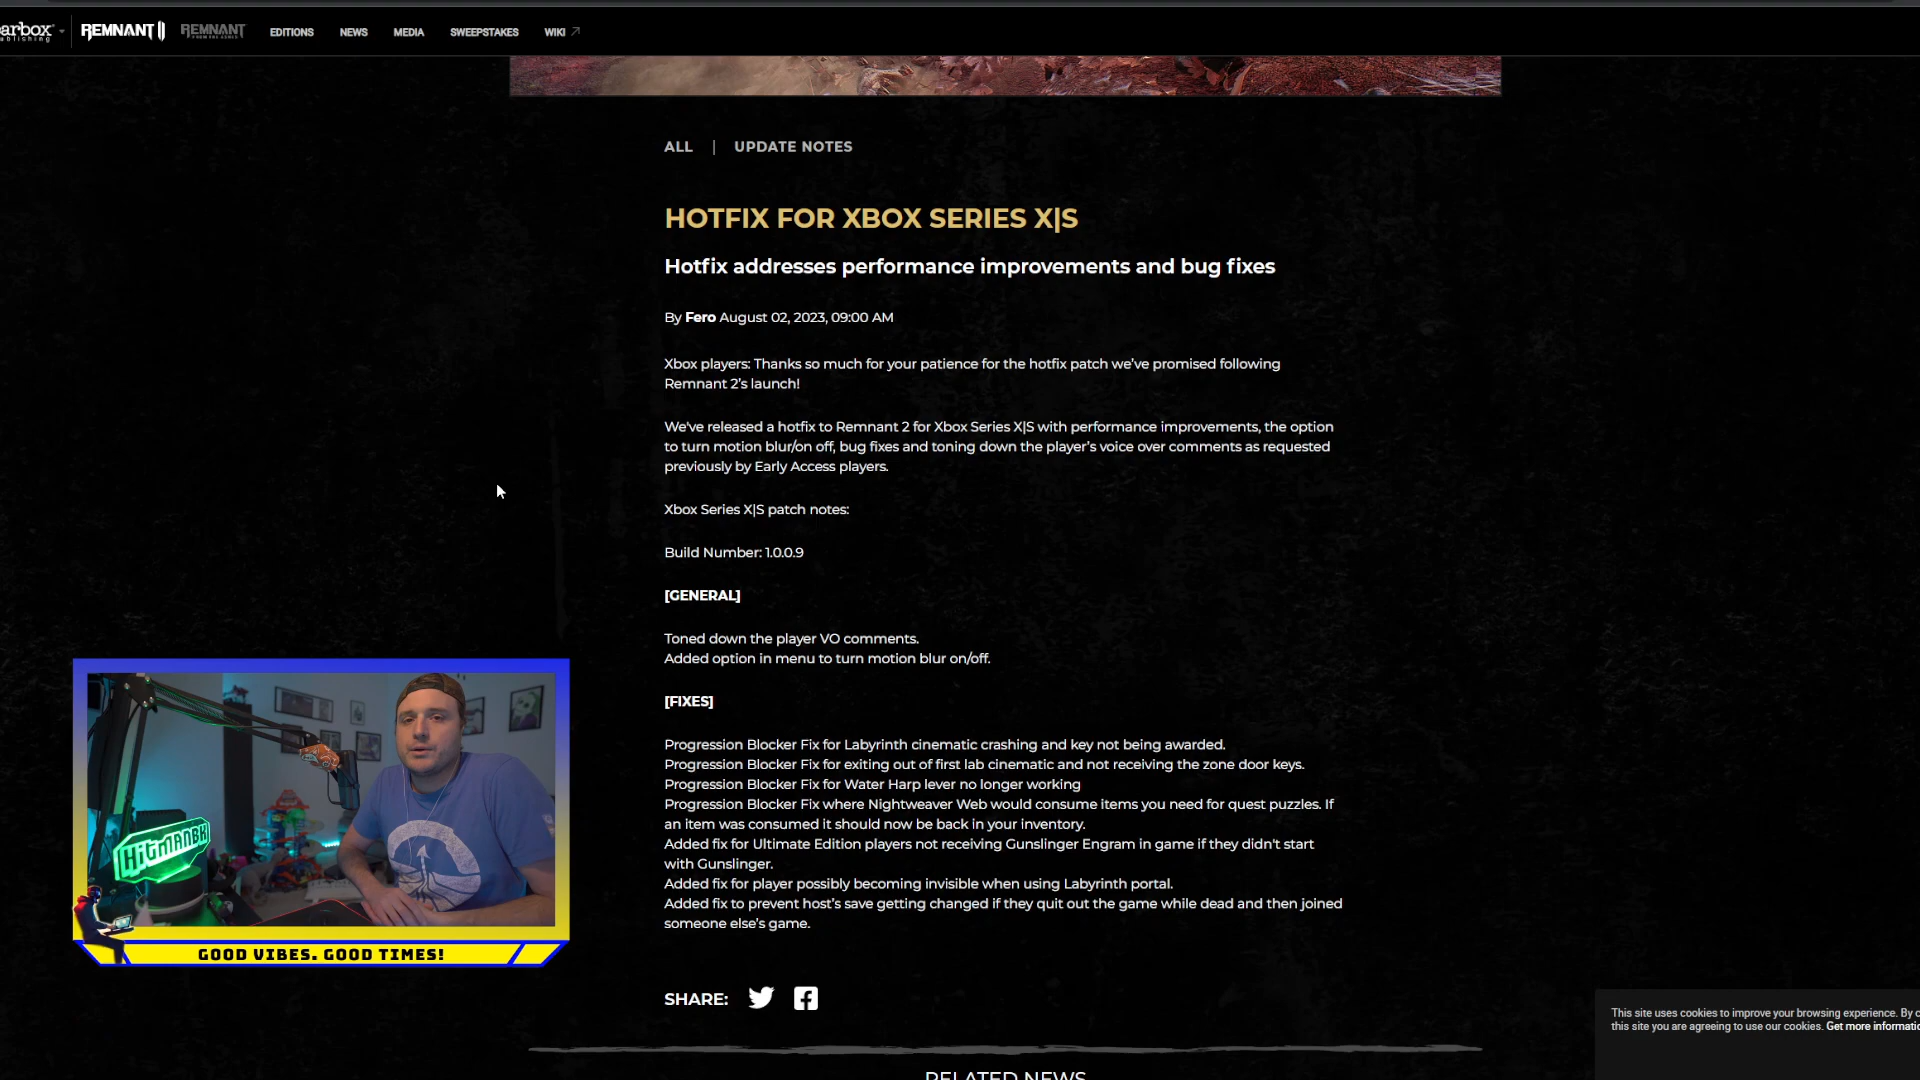 arbox
REMNANT II
REMNANT
EDITIONS
NEWS
MEDIA
SWEEPSTAKES
WIKI
ALL | UPDATE NOTES
HOTFIX FOR XBOX SERIES X|S
Hotfix addresses performance improvements and bug fixes
By Fero August 02, 2023, 09:00 AM
Xbox players: Thanks so much for your patience for the hotfix patch we've promised following
Remnant 2's launch!
We've released a hotfix to Remnant 2 for Xbox Series X|S with performance improvements, the option
to turn motion blur/on off, bug fixes and toning down the player's voice over comments as requested
previously by Early Access players.
Xbox Series X|S patch notes:
Build Number: 1.0.0.9
[GENERAL]
Toned down the player VO comments.
Added option in menu to turn motion blur on/off.
[FIXES]
Progression Blocker Fix for Labyrinth cinematic crashing and key not being awarded.
Progression Blocker Fix for exiting out of first lab cinematic and not receiving the zone door keys.
Progression Blocker Fix for Water Harp lever no longer working
Progression Blocker Fix where Nightweaver Web would consume items you need for quest puzzles. If
an item was consumed it should now be back in your inventory.
Added fix for Ultimate Edition players not receiving Gunslinger Engram in game if they didn't start
with Gunslinger.
Added fix for player possibly becoming invisible when using Labyrinth portal.
Added fix to prevent host's save getting changed if they quit out the game while dead and then joined
someone else's game.
HiGMANBK
GOOD VIBES. GOOD TIMES!
SHARE:
This site uses cookies to improve your browsing experience. By c
this site you are agreeing to use our cookies. Get more informatio
RELATED NEWS